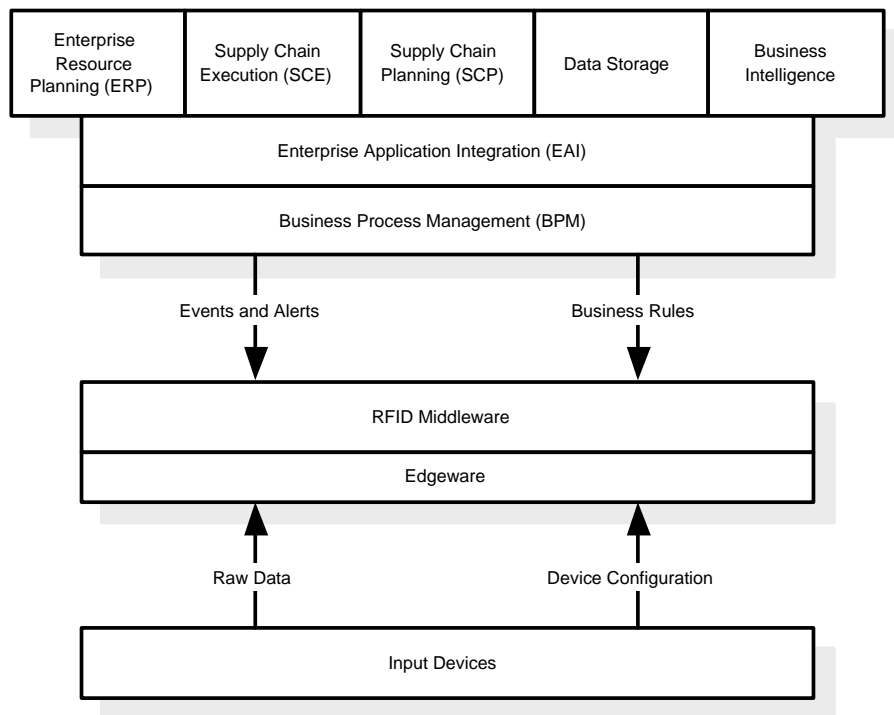 Enterprise
Resource
Planning (ERP)
Supply Chain
Execution (SCE)
Supply Chain
Planning (SCP)
Data Storage
Business
Intelligence
Enterprise Application Integration (EAI)
Business Process Management (BPM)
Events and Alerts
Business Rules
RFID Middleware
Edgeware
Raw Data
Device Configuration
Input Devices